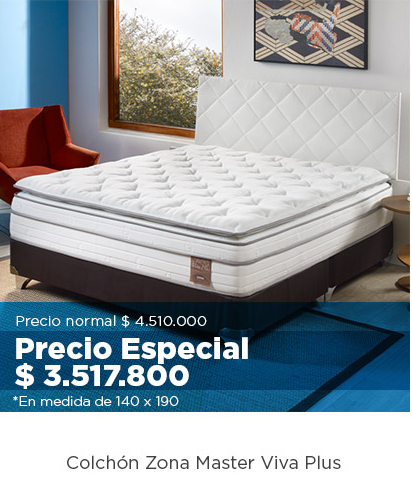 Precio normal $ 4.510.000
Precio Especial
$ 3.517.800
*En medida de 140 x 190
Colchón Zona Master Viva Plus